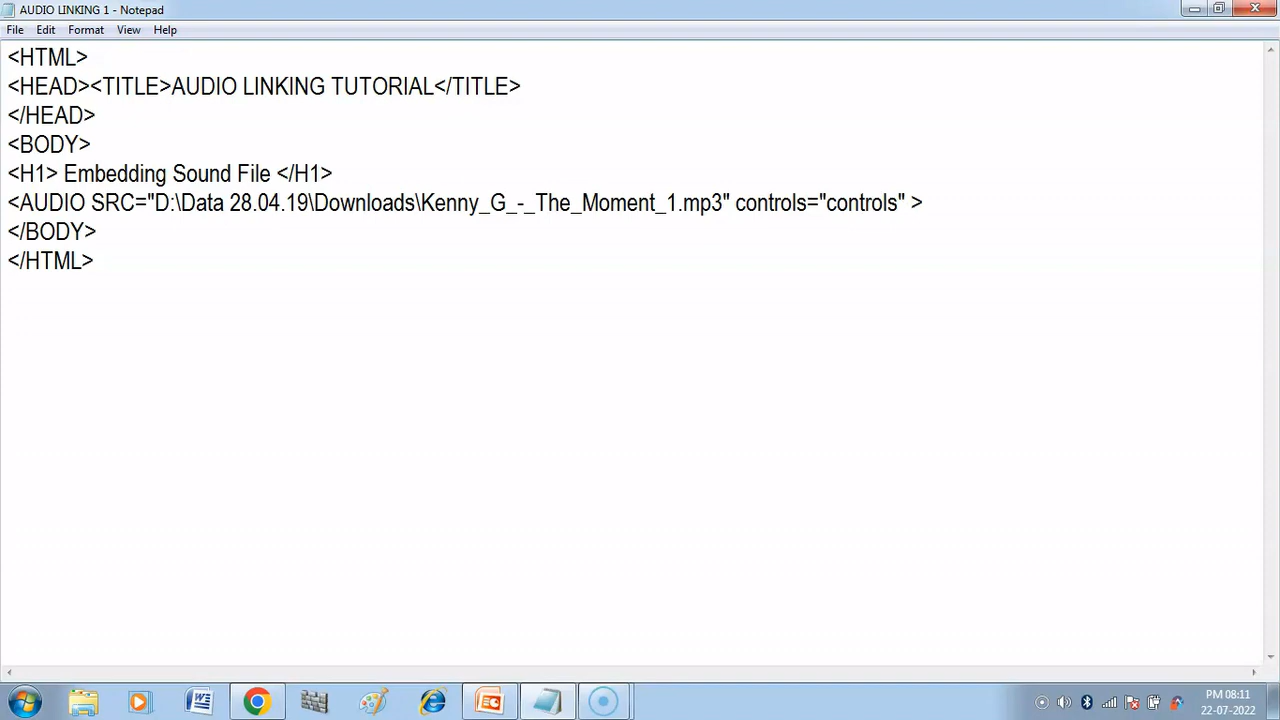 AUDIO LINKING 1 - Notepad
File Edit Format View Help
<HTML>
<HEAD><TITLE>AUDIO LINKING TUTORIAL</TITLE>
</HEAD>
<BODY>
<H1> Embedding Sound File </H1>
<AUDIO SRC="D:\Data 28.04.19\Downloads\Kenny_G_-_The_Moment_1.mp3" controls="controls" >
</BODY>
</HTML>
PM 08:11
22-07-2022